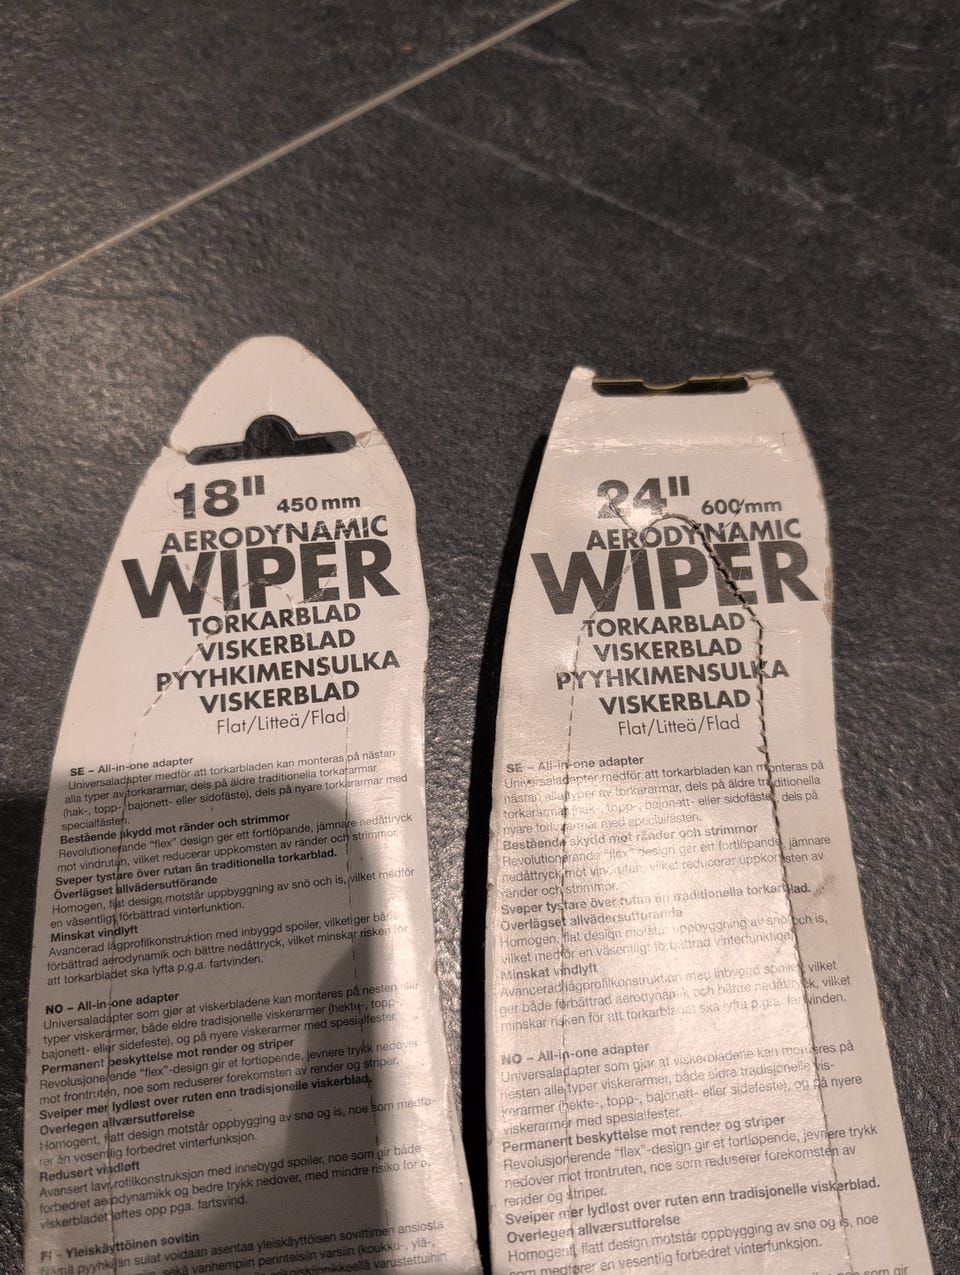 18" 450 mm
AERODYNAMIC
WIPER
TORKARBLAD
VISKERBLAD
PYYHKIMENSULKA
VISKERBLAD
Flat/Litteä/Flad
SE – All-in-one adapter
Universaladapter medför att torkarbladen kan monteras på nästan
alla typer av torkararmar, dels på äldre traditionella torkararmar
(hak-, topp-, bajonett- eller sidofäste), dels på nyare torkararmar med
specialfästen.
Bestående skydd mot ränder och strimmor
Revolutionerande "flex" design ger ett fortlöpande, jämnare nedåttryck
mot vindrutan, vilket reducerar uppkomsten av ränder och strimmor.
Sveper tystare över rutan än traditionella torkarblad.
Överlägset allvädersutförande
Homogen, flat design motstår uppbyggning av snö och is, vilket medför
en väsentligt förbättrad vinterfunktion.
Minskat vindlyft
Avancerad lågprofilkonstruktion med inbyggd spoiler, vilket ger både
förbättrad aerodynamik och bättre nedåttryck, vilket minskar risken för
att torkarbladet ska lyfta p.g.a. fartvinden.
NO – All-in-one adapter
Universaladapter som gjør at viskerbladene kan monteres på nesten alle
typer viskerarmer, både eldre tradisjonelle viskerarmer (hekte-, topp-,
bajonett- eller sidefeste), og på nyere viskerarmer med spesialfester.
Permanent beskyttelse mot render og striper
Revolusjonerende "flex"-design gir et fortløpende, jevnere trykk nedover
mot frontruten, noe som reduserer forekomsten av render og striper.
Sveiper mer lydløst over ruten enn tradisjonelle viskerblad.
Overlegen allværsutførelse
Homogent, flatt design motstår oppbygging av snø og is, noe som medfø-
rer en vesentlig forbedret vinterfunksjon.
Redusert vindløft
Avansert lavprofilkonstruksjon med innebygd spoiler, noe som gir både
forbedret aerodynamikk og bedre trykk nedover, med mindre risiko for at
viskerbladet løftes opp pga. fartsvind.
FI – Yleiskäyttöinen sovitin
Nämä pyyhkijän sulat voidaan asentaa yleiskäyttöisen sovittimen ansiosta
sekä vanhempiin perinteisiin varsiin (koukku-, ylä-,
varustettuihin
24" 600 mm
AERODYNAMIC
WIPER
TORKARBLAD
VISKERBLAD
PYYHKIMENSULKA
VISKERBLAD
Flat/Litteä/Flad
SE – All-in-one adapter
Universaladapter medför att torkarbladen kan monteras på
nästan alla typer av torkararmar, dels på äldre traditionella
torkararmar (hak-, topp-, bajonett- eller sidofäste), dels på
nyare torkararmar med specialfästen.
Bestående skydd mot ränder och strimmor
Revolutionerande "flex" design ger ett fortlöpande, jämnare
nedåttryck mot vindrutan, vilket reducerar uppkomsten av
ränder och strimmor.
Sveper tystare över rutan än traditionella torkarblad.
Överlägset allvädersutförande
Homogen, flat design motstår uppbyggning av snö och is,
vilket medför en väsentligt förbättrad vinterfunktion.
Minskat vindlyft
Avancerad lågprofilkonstruktion med inbyggd spoiler, vilket
ger både förbättrad aerodynamik och bättre nedåttryck, vilket
minskar risken för att torkarbladet ska lyfta p.g.a. fartvinden.
NO – All-in-one adapter
Universaladapter som gjør at viskerbladene kan monteres på
nesten alle typer viskerarmer, både eldre tradisjonelle vis-
kerarmer (hekte-, topp-, bajonett- eller sidefeste), og på nyere
viskerarmer med spesialfester.
Permanent beskyttelse mot render og striper
Revolusjonerende "flex"-design gir et fortløpende, jevnere trykk
nedover mot frontruten, noe som reduserer forekomsten av
render og striper.
Sveiper mer lydløst over ruten enn tradisjonelle viskerblad.
Overlegen allværsutførelse
Homogent, flatt design motstår oppbygging av snø og is, noe
som medfører en vesentlig forbedret vinterfunksjon.
som gir